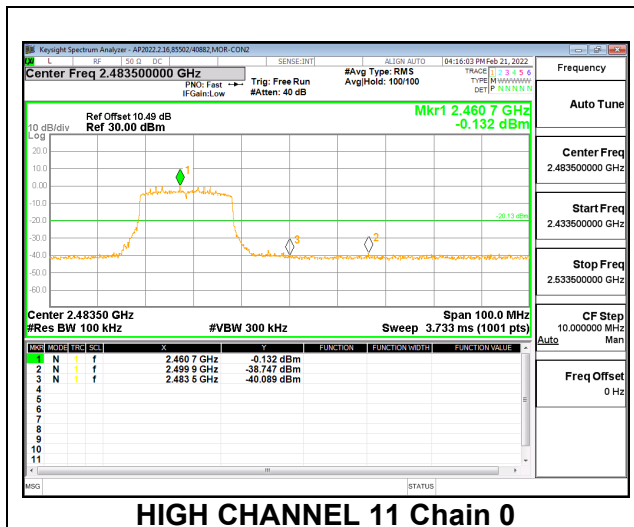 Keysight Spectrum Analyzer - AP2022.2.16,85502/40882,MOR-CON2
L RF 50 Ω DC SENSE:INT ALIGN AUTO 04:16:03 PM Feb 21, 2022
Center Freq 2.483500000 GHz
PNO: Fast
IFGain:Low
Trig: Free Run
#Atten: 40 dB
#Avg Type: RMS
Avg|Hold: 100/100
TRACE 1 2 3 4 5 6
TYPE M WWWWW
DET P N N N N N
Frequency
Auto Tune
Center Freq
2.483500000 GHz
Start Freq
2.433500000 GHz
Stop Freq
2.533500000 GHz
CF Step
10.000000 MHz
Auto Man
Freq Offset
0 Hz
Mkr1 2.460 7 GHz
-0.132 dBm
Ref Offset 10.49 dB
10 dB/div Ref 30.00 dBm
Log
20.0
10.0
0.00
-10.0
-20.0
-30.0
-40.0
-50.0
-60.0
1
-20.13 dBm
3
2
Center 2.48350 GHz Span 100.0 MHz
#Res BW 100 kHz #VBW 300 kHz Sweep 3.733 ms (1001 pts)
MKR MODE TRC SCL X Y FUNCTION FUNCTION WIDTH FUNCTION VALUE
1 N 1 f 2.460 7 GHz -0.132 dBm
2 N 1 f 2.499 9 GHz -38.747 dBm
3 N 1 f 2.483 5 GHz -40.089 dBm
4
5
6
7
8
9
10
11
MSG STATUS
HIGH CHANNEL 11 Chain 0